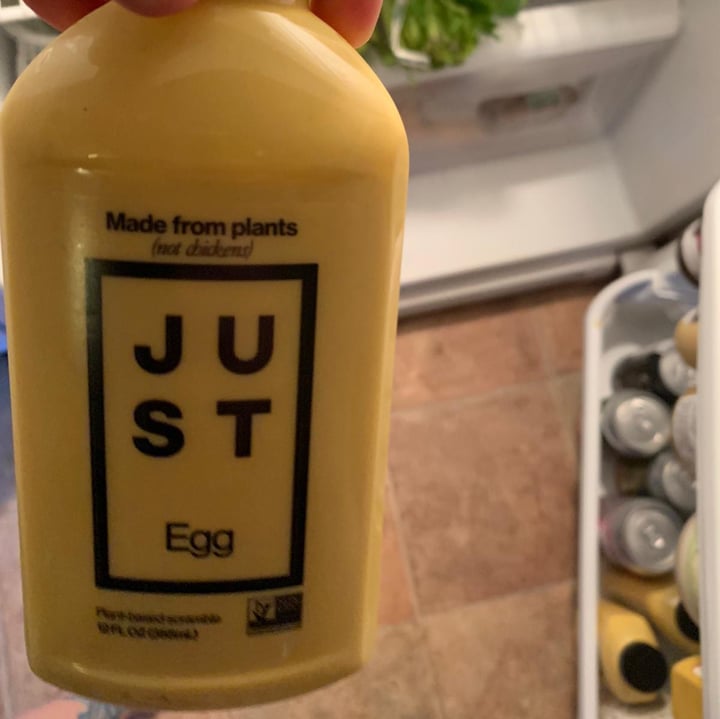 Made from plants
(not chickens)
J U
S T
Egg
Plant-based scramble
12 FL OZ (355mL)